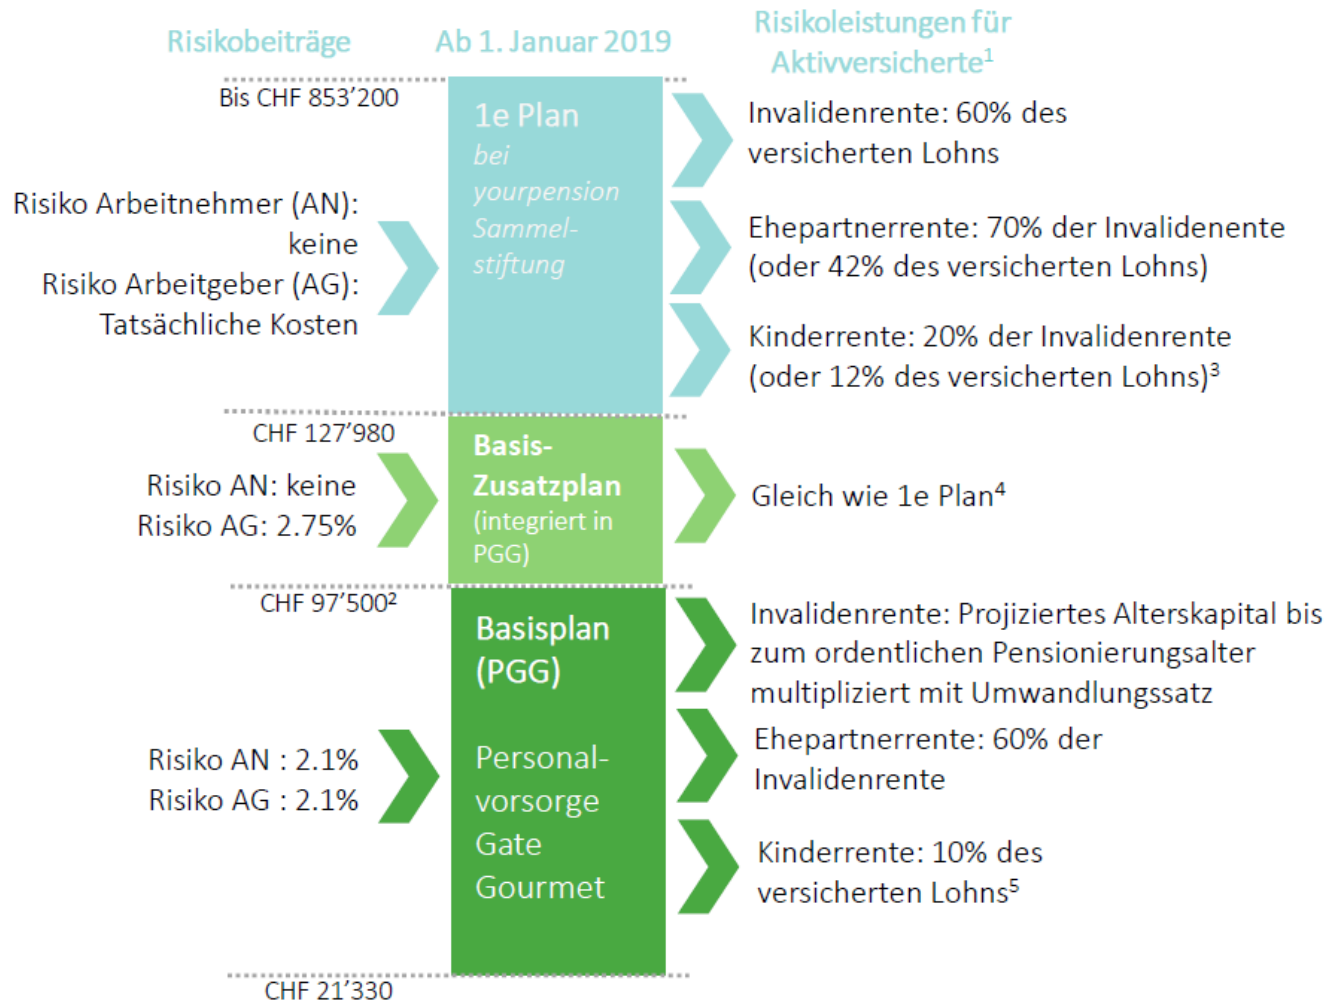 Risikobeiträge
Ab 1. Januar 2019
Risikoleistungen für
Aktivversicherte¹
Bis CHF 853’200
1e Plan
bei
yourpension
Sammel-
stiftung
Risiko Arbeitnehmer (AN):
keine
Risiko Arbeitgeber (AG):
Tatsächliche Kosten
Invalidenrente: 60% des
versicherten Lohns
Ehepartnerrente: 70% der Invalidenente
(oder 42% des versicherten Lohns)
Kinderrente: 20% der Invalidenrente
(oder 12% des versicherten Lohns)³
CHF 127’980
Basis-
Zusatzplan
(integriert in
PGG)
Risiko AN: keine
Risiko AG: 2.75%
Gleich wie 1e Plan⁴
CHF 97’500²
Basisplan
(PGG)
Personal-
vorsorge
Gate
Gourmet
Risiko AN : 2.1%
Risiko AG : 2.1%
Invalidenrente: Projiziertes Alterskapital bis
zum ordentlichen Pensionierungsalter
multipliziert mit Umwandlungssatz
Ehepartnerrente: 60% der
Invalidenrente
Kinderrente: 10% des
versicherten Lohns⁵
CHF 21’330